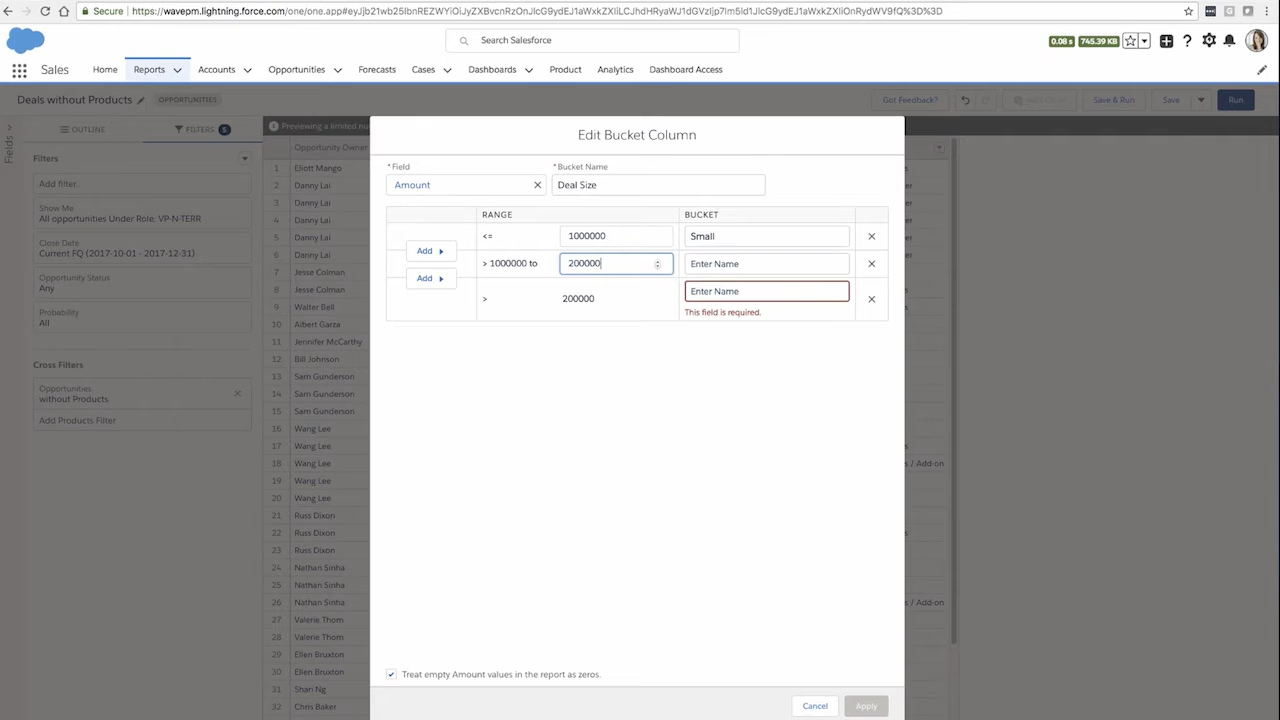 Secure https://wavepm.lightning.force.com/one/one.app#
Search Salesforce
0.08 s 745.39 KB
Sales Home Reports Accounts Opportunities Forecasts Cases Dashboards Product Analytics Dashboard Access
Deals without Products OPPORTUNITIES Got Feedback? Save & Run Save Run
Fields
OUTLINE FILTERS 5
Previewing a limited
Filters
Add filter...
Show Me
All opportunities Under Role: VP-N-TERR
Close Date
Current FQ (2017-10-01 - 2017-12-31)
Opportunity Status
Any
Probability
All
Cross Filters
Opportunities
without Products
Add Products Filter
Opportunity Owner
1 Eliott Mango
2 Danny Lai
3 Danny Lai
4 Danny Lai
5 Danny Lai
6 Danny Lai
7 Jesse Colman
8 Jesse Colman
9 Walter Bell
10 Albert Garza
11 Jennifer McCarthy
12 Bill Johnson
13 Sam Gunderson
14 Sam Gunderson
15 Sam Gunderson
16 Wang Lee
17 Wang Lee
18 Wang Lee / Add-on
19 Wang Lee
20 Wang Lee
21 Russ Dixon
22 Russ Dixon
23 Russ Dixon
24 Nathan Sinha
25 Nathan Sinha
26 Nathan Sinha / Add-on
27 Valerie Thom
28 Valerie Thom
29 Ellen Bruxton
30 Ellen Bruxton
31 Shari Ng
32 Chris Baker
Edit Bucket Column
* Field * Bucket Name
Amount Deal Size
RANGE BUCKET
<= 1000000 Small
Add
> 1000000 to 200000 Enter Name
Add
> 200000 Enter Name
This field is required.
Treat empty Amount values in the report as zeros.
Cancel Apply